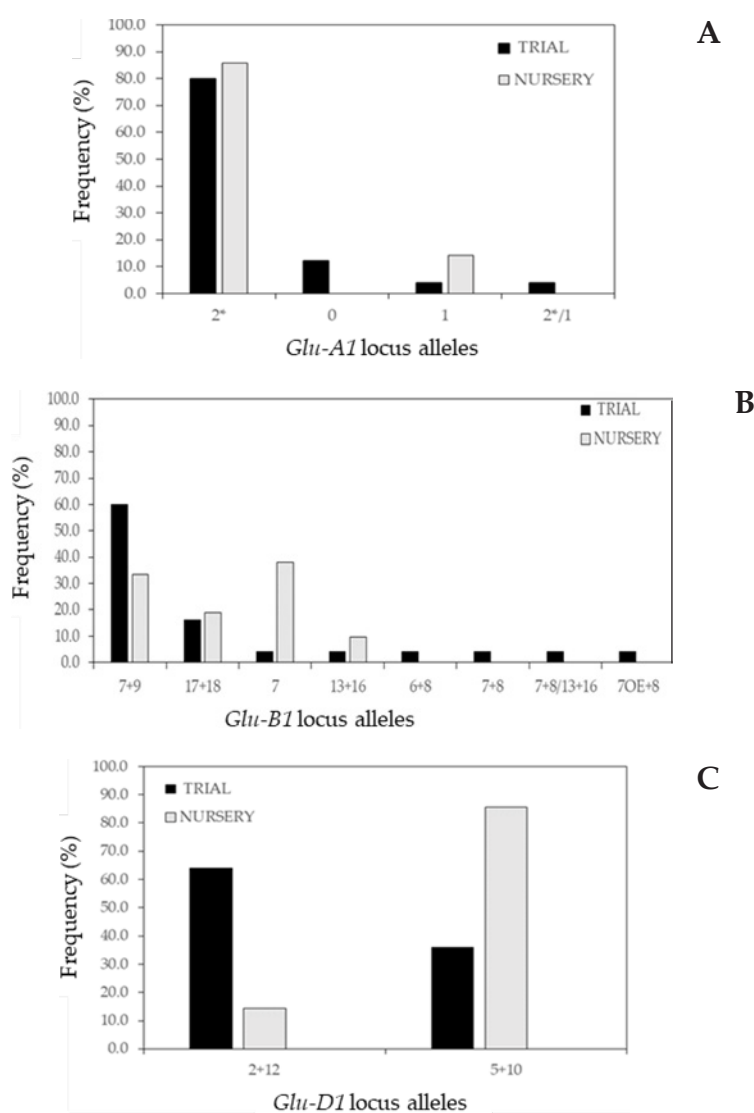 A
Frequency (%)
100.0
90.0
80.0
70.0
60.0
50.0
40.0
30.0
20.0
10.0
0.0
TRIAL
NURSERY
2* 0 1 2*/1
Glu-A1 locus alleles
B
Frequency (%)
100.0
90.0
80.0
70.0
60.0
50.0
40.0
30.0
20.0
10.0
0.0
TRIAL
NURSERY
7+9 17+18 7 13+16 6+8 7+8 7+8/13+16 7OE+8
Glu-B1 locus alleles
C
Frequency (%)
100.0
90.0
80.0
70.0
60.0
50.0
40.0
30.0
20.0
10.0
0.0
TRIAL
NURSERY
2+12 5+10
Glu-D1 locus alleles